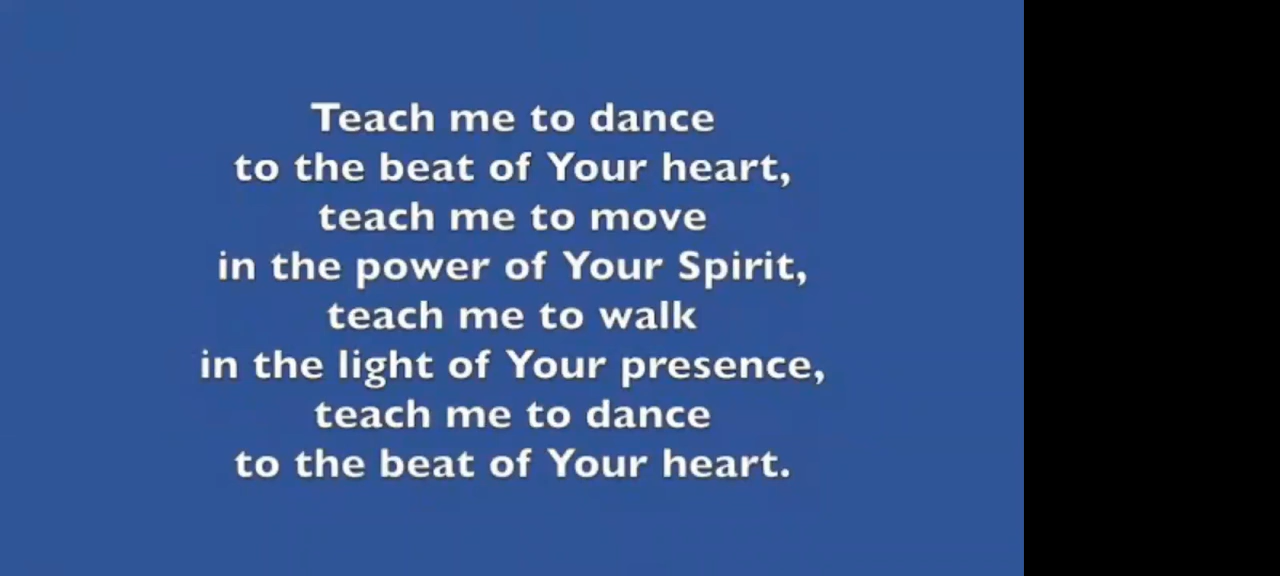 Teach me to dance
to the beat of Your heart,
teach me to move
in the power of Your Spirit,
teach me to walk
in the light of Your presence,
teach me to dance
to the beat of Your heart.